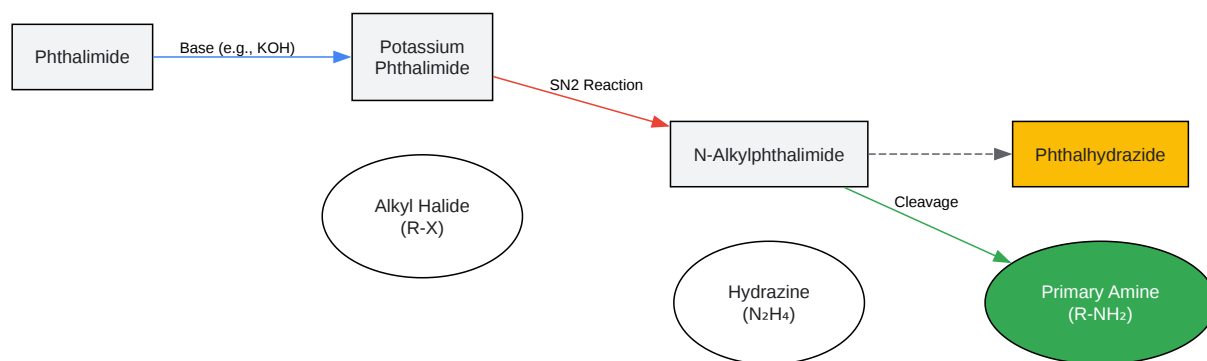 Phthalimide
Base (e.g., KOH)
Potassium
Phthalimide
SN2 Reaction
N-Alkylphthalimide
Phthalhydrazide
Alkyl Halide
(R-X)
Cleavage
Hydrazine
(N₂H₄)
Primary Amine
(R-NH₂)